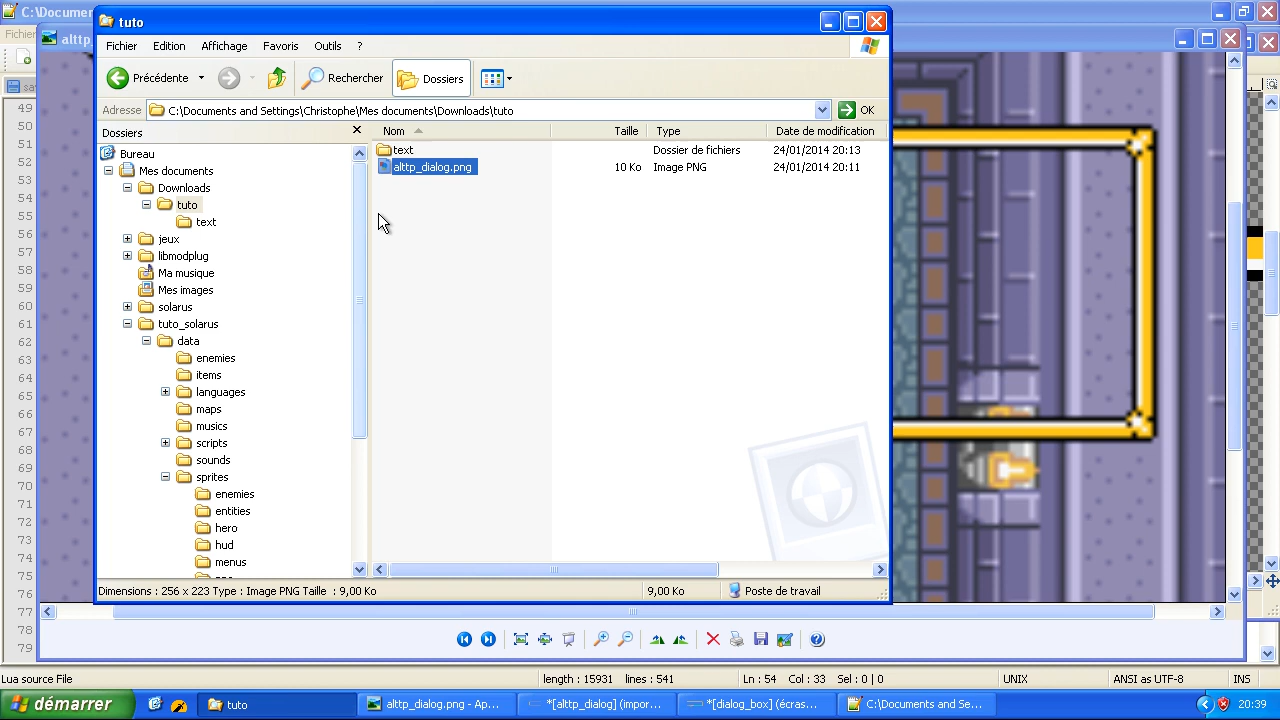 C:\Docum
tuto
Fichier
alttp_
Fichier Edition Affichage Favoris Outils ?
Précédente Rechercher Dossiers
Adresse C:\Documents and Settings\Christophe\Mes documents\Downloads\tuto OK
Dossiers
Nom Taille Type Date de modification
text Dossier de fichiers 24/01/2014 20:13
alttp_dialog.png 10 Ko Image PNG 24/01/2014 20:11
Bureau
Mes documents
Downloads
tuto
text
jeux
libmodplug
Ma musique
Mes images
solarus
tuto_solarus
data
enemies
items
languages
maps
musics
scripts
sounds
sprites
enemies
entities
hero
hud
menus
49
50
51
52
53
54
55
56
57
58
59
60
61
62
63
64
65
66
67
68
69
70
71
72
73
74
75
76
77
78
79
Dimensions : 256 x 223 Type : Image PNG Taille : 9,00 Ko 9,00 Ko Poste de travail
Lua source File length : 15931 lines : 541 Ln : 54 Col : 33 Sel : 0 | 0 UNIX ANSI as UTF-8 INS
démarrer tuto alttp_dialog.png - Ap... *[alttp_dialog] (impor... *[dialog_box] (écras... C:\Documents and Se... 20:39